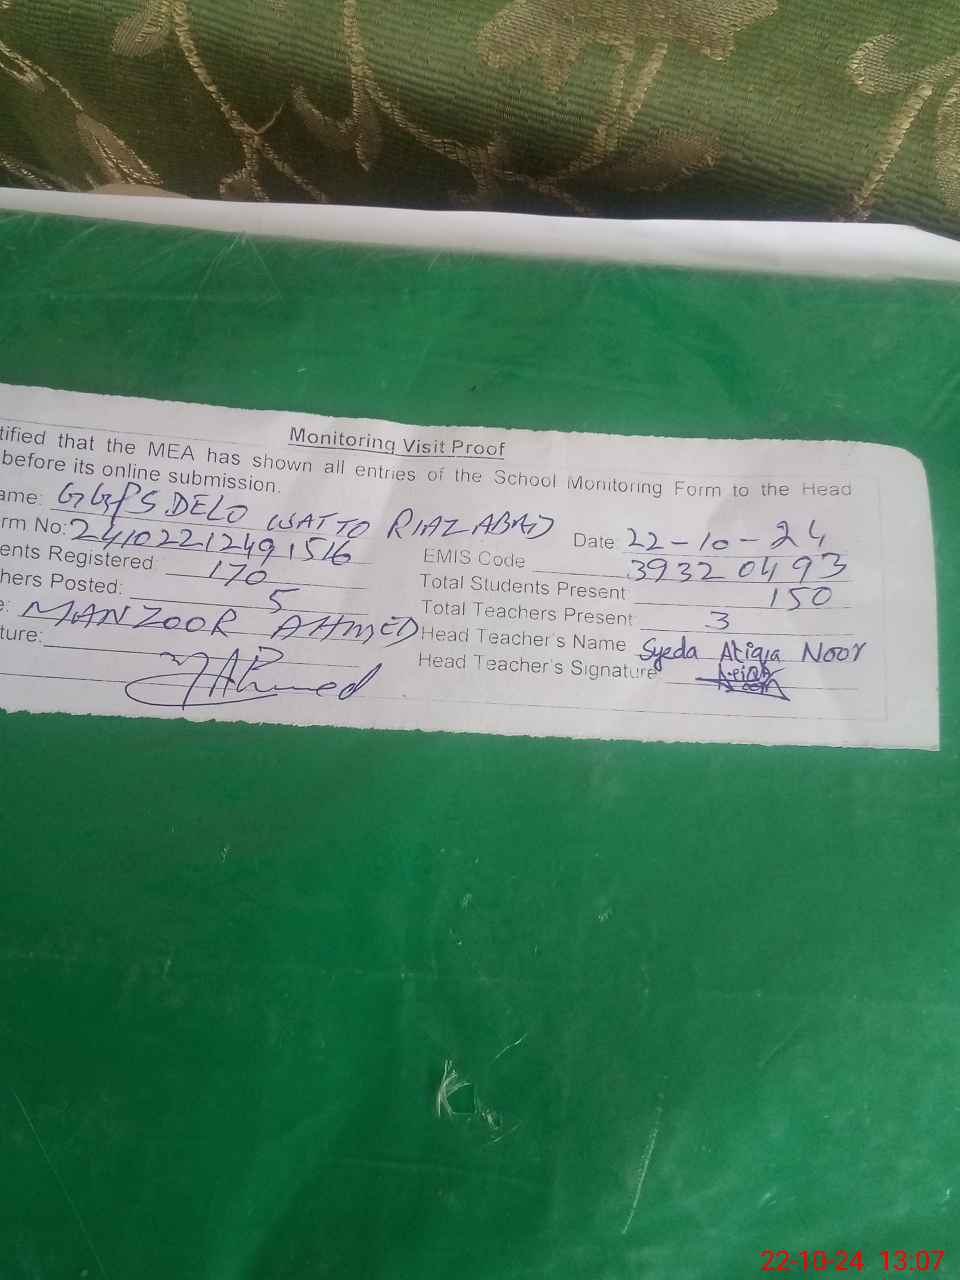 Monitoring Visit Proof
tified that the MEA has shown all entries of the School Monitoring Form to the Head
before its online submission.
ame: GGPS DELO WATTO RIAZ ABAD
Date 22-10-24
rm No: 24102212491516
EMIS Code 39320493
ents Registered 170
Total Students Present 150
hers Posted: 5
Total Teachers Present 3
e: MANZOOR AHMED
Head Teacher's Name Syeda Atiqia Noor
ture: Ahmed
Head Teacher's Signature
22-10-24 13:07